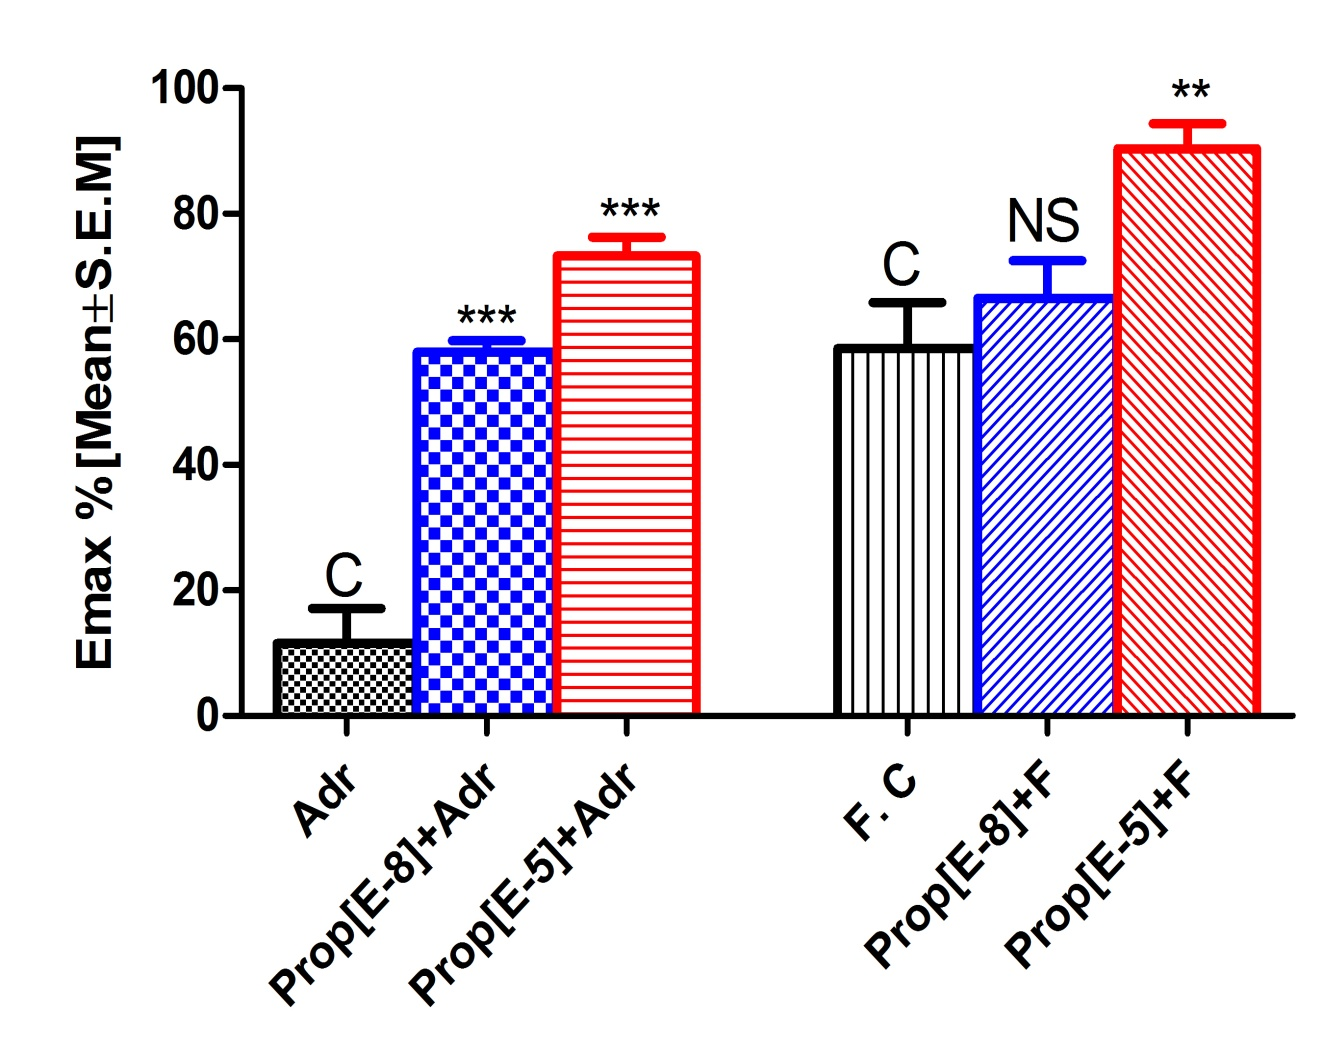 Emax %[Mean±S.E.M]
100
80
60
40
20
0
C
***
***
C
NS
**
Adr
Prop[E-8]+Adr
Prop[E-5]+Adr
F. C
Prop[E-8]+F
Prop[E-5]+F